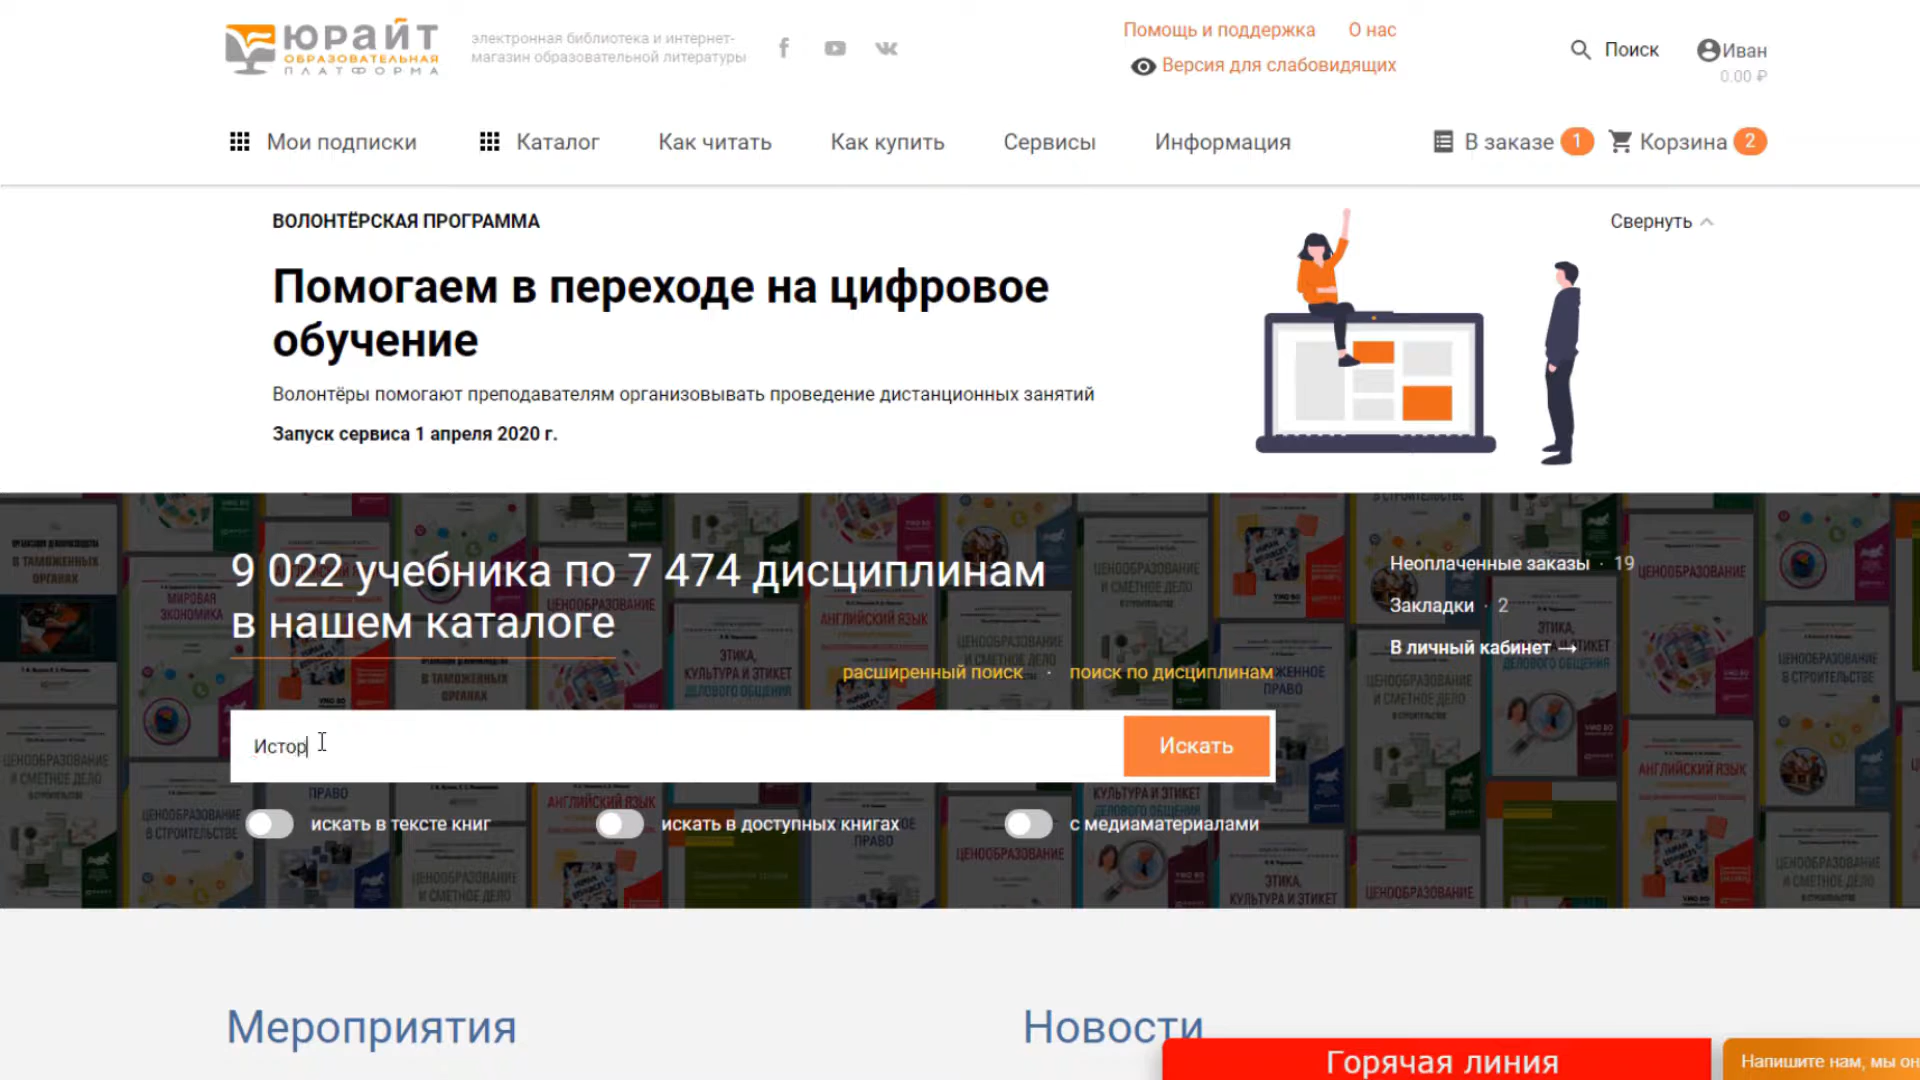 ЮРАЙТ
ОБРАЗОВАТЕЛЬНАЯ
ПЛАТФОРМА
электронная библиотека и интернет-
магазин образовательной литературы
Помощь и поддержка
О нас
Версия для слабовидящих
Поиск
Иван
0.00 ₽
Мои подписки
Каталог
Как читать
Как купить
Сервисы
Информация
В заказе 1
Корзина 2
ВОЛОНТЁРСКАЯ ПРОГРАММА
Свернуть
Помогаем в переходе на цифровое
обучение
Волонтёры помогают преподавателям организовывать проведение дистанционных занятий
Запуск сервиса 1 апреля 2020 г.
9 022 учебника по 7 474 дисциплинам
в нашем каталоге
Неоплаченные заказы · 19
Закладки · 2
В личный кабинет →
расширенный поиск · поиск по дисциплинам
Истор
Искать
искать в тексте книг
искать в доступных книгах
с медиаматериалами
Мероприятия
Новости
Горячая линия
Напишите нам, мы он